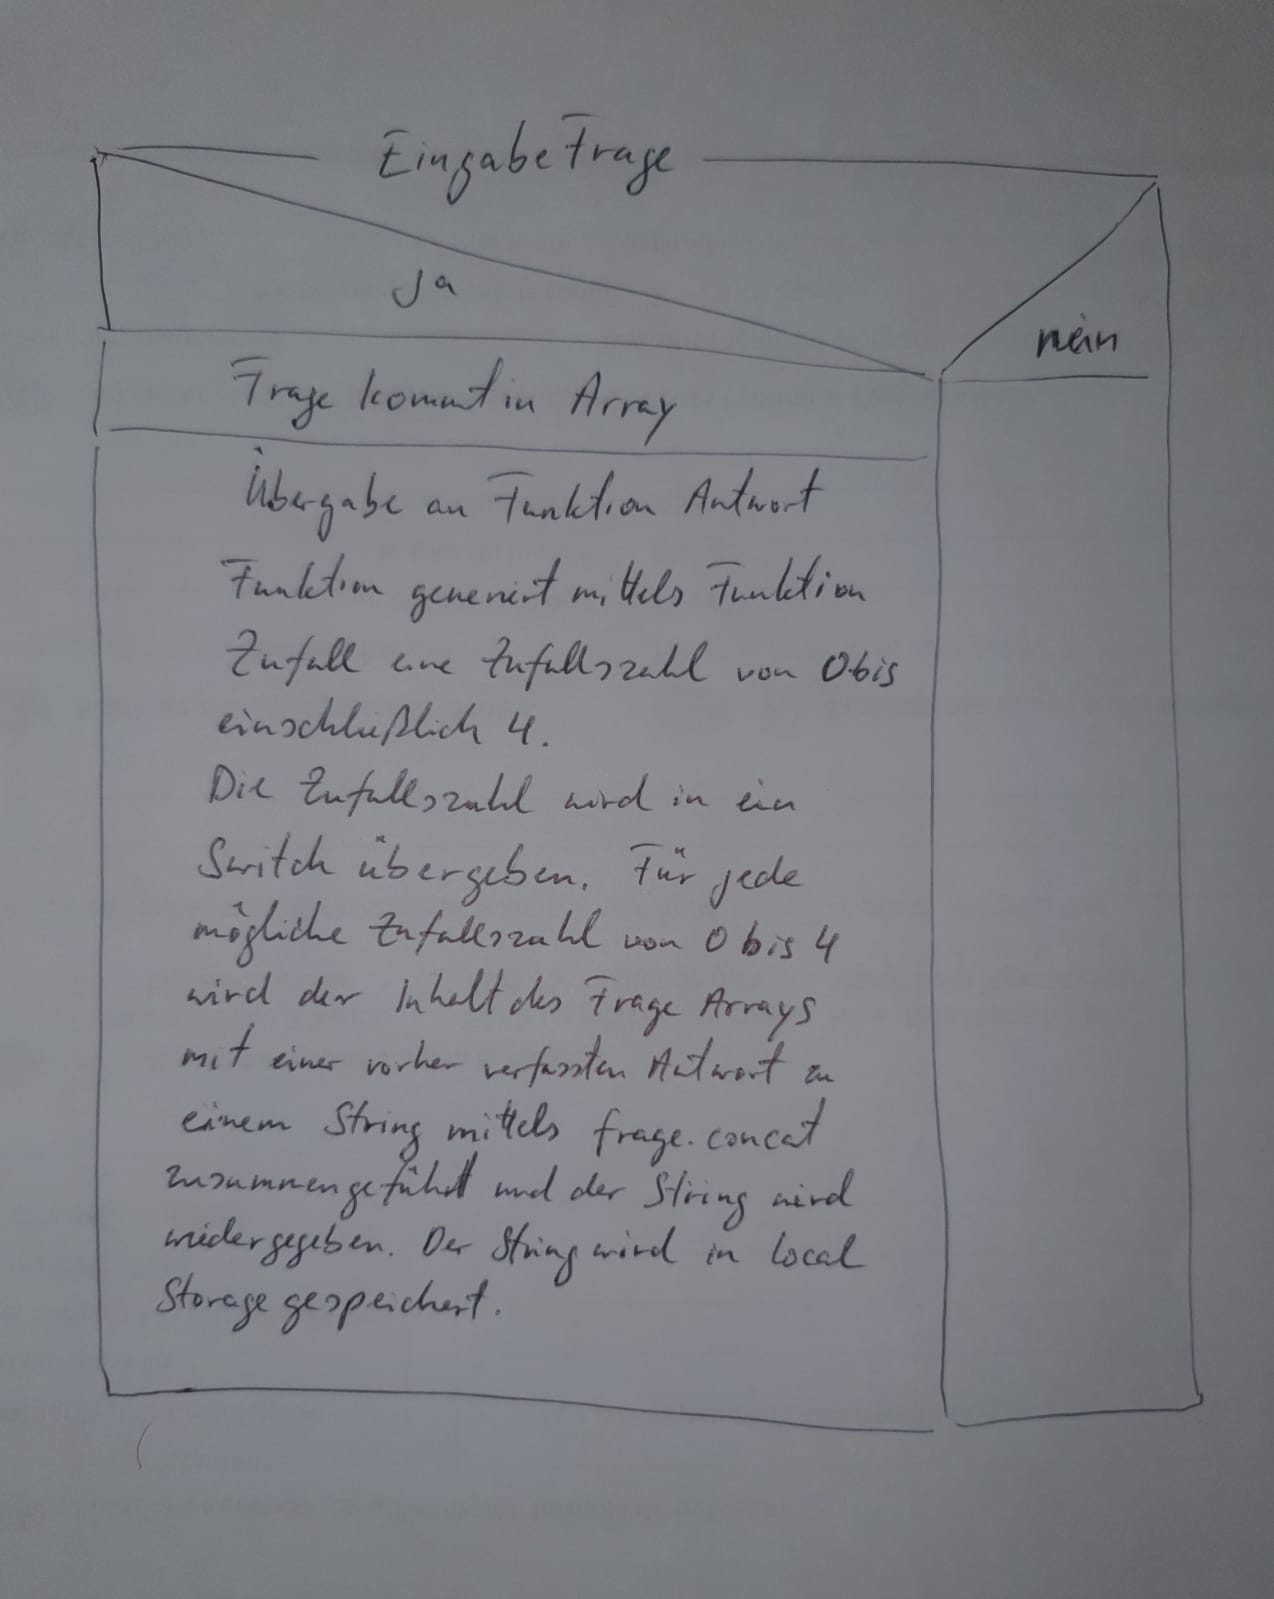 Eingabe Frage
Ja
nein
Frage kommt in Array
Übergabe an Funktion Antwort
Funktion generiert mittels Funktion
Zufall eine Zufallszahl von 0 bis
einschließlich 4.
Die Zufallszahl wird in ein
Switch übergeben. Für jede
mögliche Zufallszahl von 0 bis 4
wird der Inhalt des Frage Arrays
mit einer vorher verfassten Antwort zu
einem String mittels frage.concat
zusammengeführt und der String wird
wiedergegeben. Der String wird in local
Storage gespeichert.